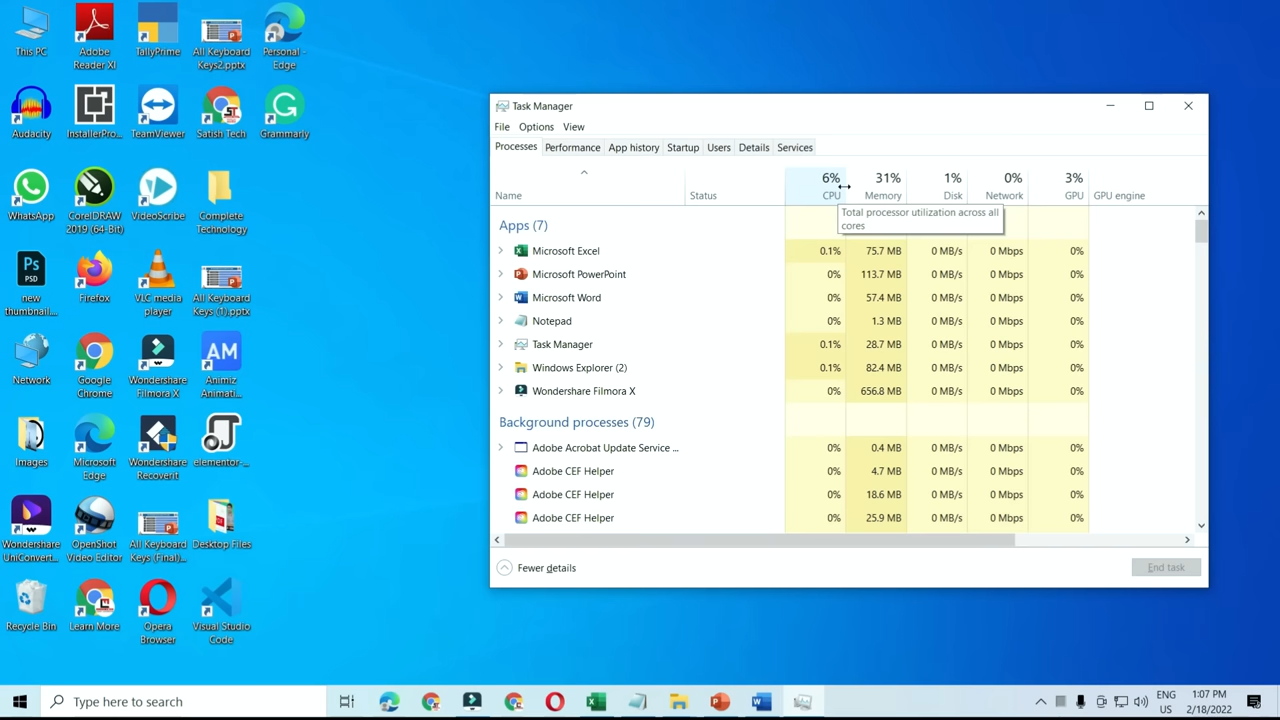 This PC
Adobe
Reader XI
TallyPrime
All Keyboard
Keys2.pptx
Personal -
Edge
Audacity
InstallerPro...
TeamViewer
Satish Tech
Grammarly
WhatsApp
CorelDRAW
2019 (64-Bit)
VideoScribe
Complete
Technology
new
thumbnail...
Firefox
VLC media
player
All Keyboard
Keys (1).pptx
Network
Google
Chrome
Wondershare
Filmora X
Animiz
Animati...
Images
Microsoft
Edge
Wondershare
Recoverit
elementor-...
Wondershare
UniConvert...
OpenShot
Video Editor
All Keyboard
Keys (Final)...
Desktop Files
Recycle Bin
Learn More
Opera
Browser
Visual Studio
Code
Task Manager
File Options View
Processes Performance App history Startup Users Details Services
6% 31% 1% 0% 3%
Name Status CPU Memory Disk Network GPU GPU engine
Total processor utilization across all
cores
Apps (7)
Microsoft Excel 0.1% 75.7 MB 0 MB/s 0 Mbps 0%
Microsoft PowerPoint 0% 113.7 MB 0 MB/s 0 Mbps 0%
Microsoft Word 0% 57.4 MB 0 MB/s 0 Mbps 0%
Notepad 0% 1.3 MB 0 MB/s 0 Mbps 0%
Task Manager 0.1% 28.7 MB 0 MB/s 0 Mbps 0%
Windows Explorer (2) 0.1% 82.4 MB 0 MB/s 0 Mbps 0%
Wondershare Filmora X 0% 656.8 MB 0 MB/s 0 Mbps 0%
Background processes (79)
Adobe Acrobat Update Service ... 0% 0.4 MB 0 MB/s 0 Mbps 0%
Adobe CEF Helper 0% 4.7 MB 0 MB/s 0 Mbps 0%
Adobe CEF Helper 0% 18.6 MB 0 MB/s 0 Mbps 0%
Adobe CEF Helper 0% 25.9 MB 0 MB/s 0 Mbps 0%
Fewer details End task
Type here to search
ENG
US
1:07 PM
2/18/2022